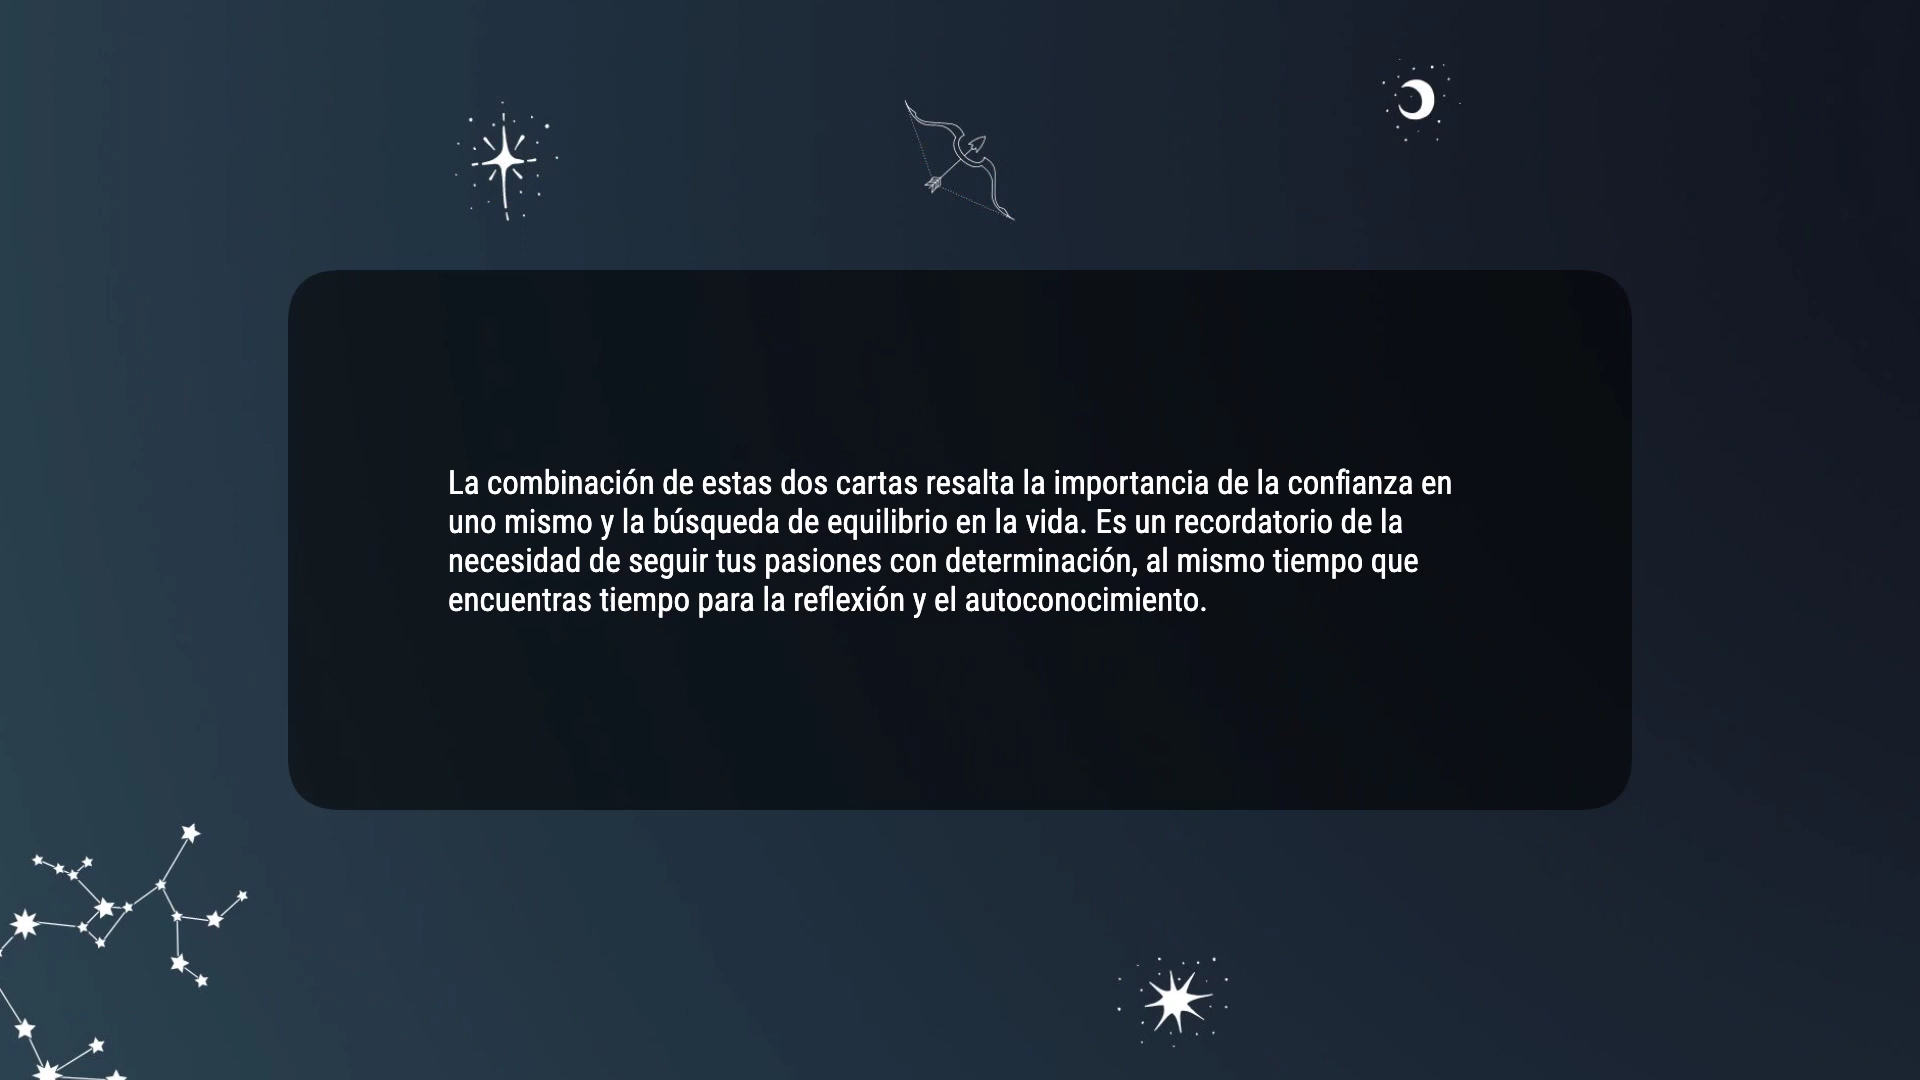 La combinación de estas dos cartas resalta la importancia de la confianza en
uno mismo y la búsqueda de equilibrio en la vida. Es un recordatorio de la
necesidad de seguir tus pasiones con determinación, al mismo tiempo que
encuentras tiempo para la reflexión y el autoconocimiento.